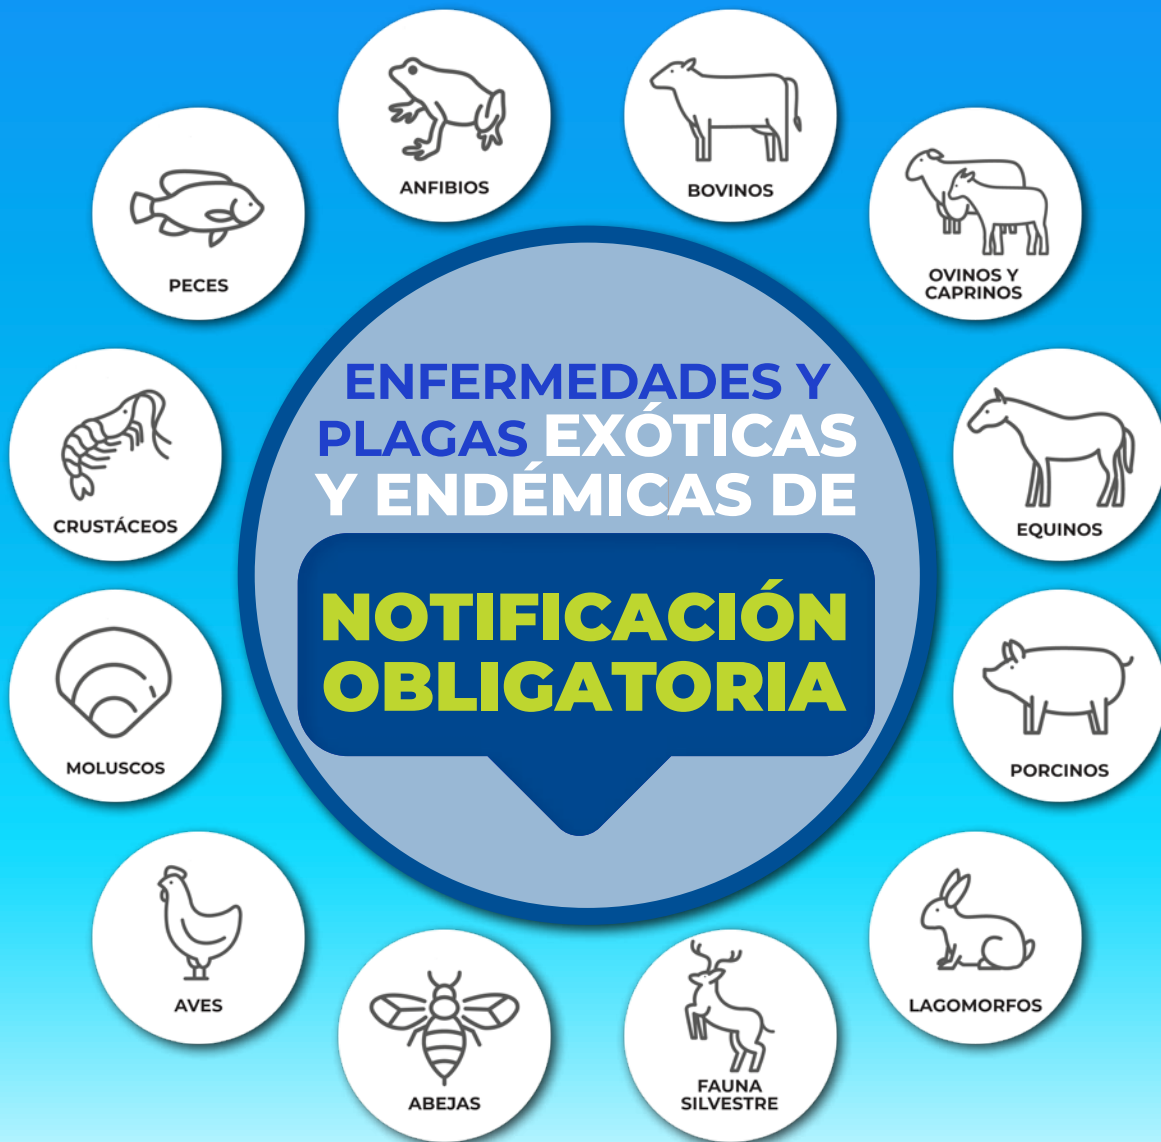 ANFIBIOS
BOVINOS
PECES
OVINOS Y
CAPRINOS
ENFERMEDADES Y
PLAGAS EXÓTICAS
Y ENDÉMICAS DE
NOTIFICACIÓN
OBLIGATORIA
CRUSTÁCEOS
EQUINOS
MOLUSCOS
PORCINOS
AVES
LAGOMORFOS
ABEJAS
FAUNA
SILVESTRE